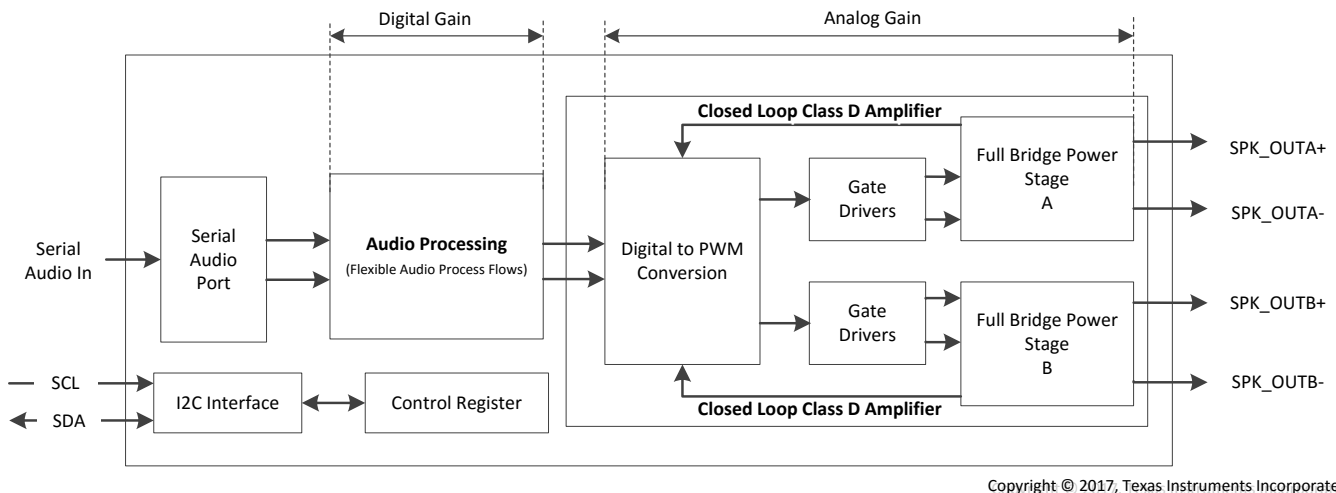 Digital Gain
Analog Gain
Closed Loop Class D Amplifier
Serial
Audio In
Serial
Audio
Port
Audio Processing
(Flexible Audio Process Flows)
Digital to PWM
Conversion
Gate
Drivers
Full Bridge Power
Stage
A
SPK_OUTA+
SPK_OUTA-
Gate
Drivers
Full Bridge Power
Stage
B
SPK_OUTB+
SPK_OUTB-
SCL
SDA
I2C Interface
Control Register
Closed Loop Class D Amplifier
Copyright © 2017, Texas Instruments Incorporate